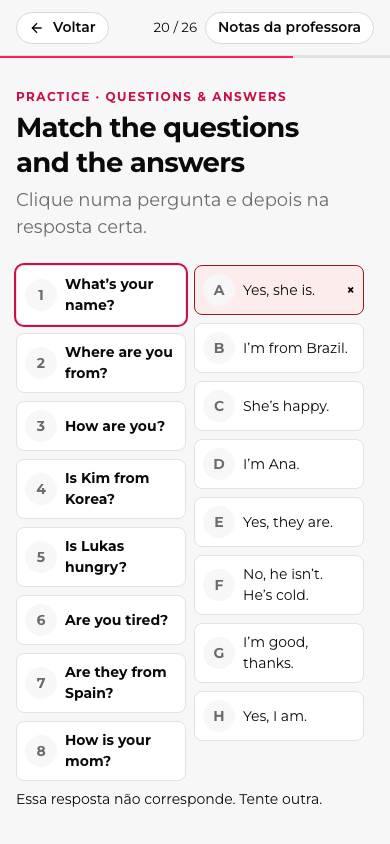 ← Voltar
20 / 26
Notas da professora
PRACTICE · QUESTIONS & ANSWERS
Match the questions
and the answers
Clique numa pergunta e depois na
resposta certa.
1
What's your
name?
2
Where are you
from?
3
How are you?
4
Is Kim from
Korea?
5
Is Lukas
hungry?
6
Are you tired?
7
Are they from
Spain?
8
How is your
mom?
A
Yes, she is.
×
B
I'm from Brazil.
C
She's happy.
D
I'm Ana.
E
Yes, they are.
F
No, he isn't.
He's cold.
G
I'm good,
thanks.
H
Yes, I am.
Essa resposta não corresponde. Tente outra.